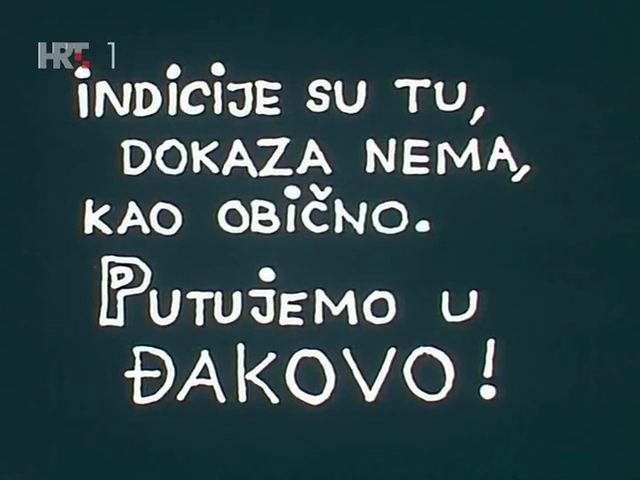 HRT 1
iNDiCiJE SU TU,
DOKAZA NEMA,
KAO OBiČNO.
PUTUJEMO U
ĐAKOVO!